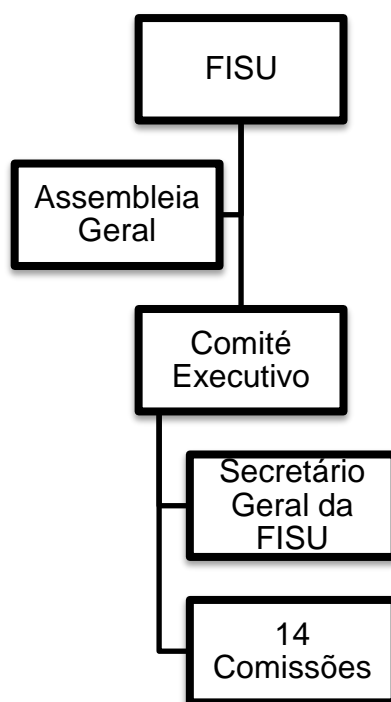 FISU
Assembleia
Geral
Comité
Executivo
Secretário
Geral da
FISU
14
Comissões